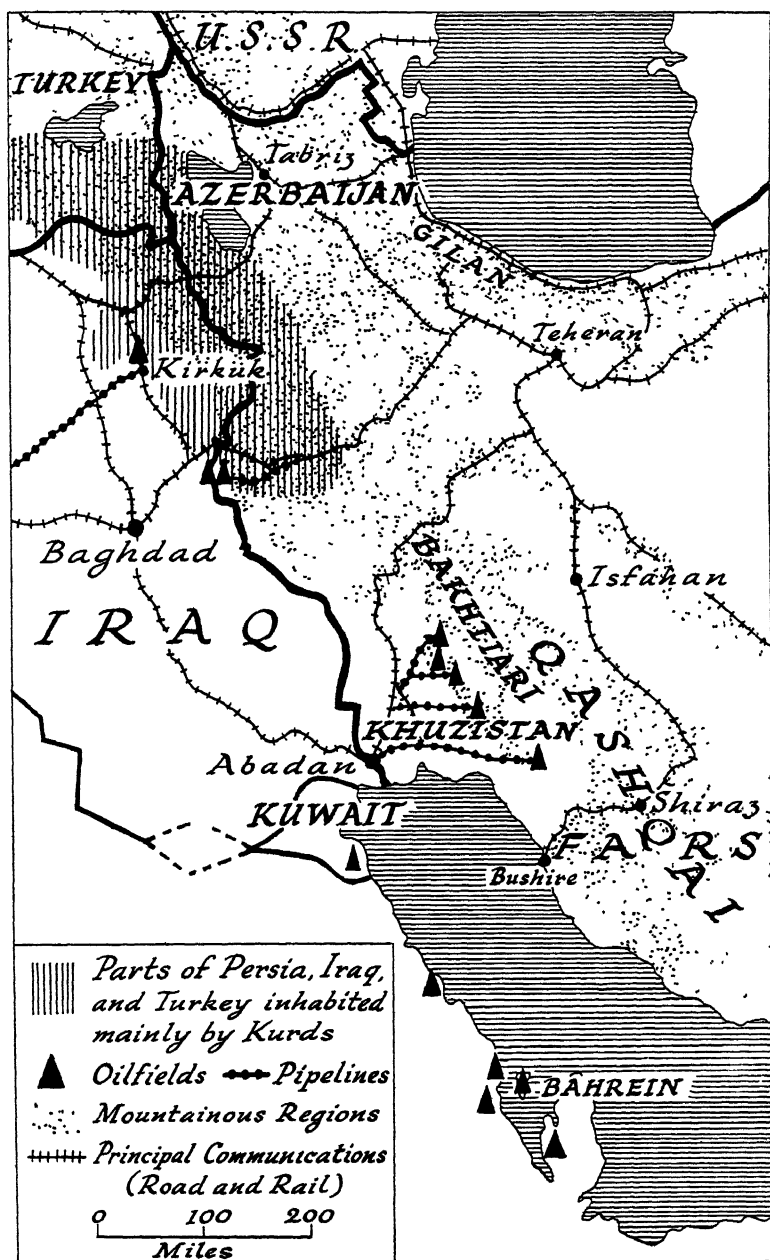 U.S.S.R
TURKEY
Tabriz
AZERBAIJAN
GILAN
Teheran
Kirkuk
Baghdad
Isfahan
IRAQ
BAKHTIARI
QASHQAI
KHUZISTAN
Abadan
Shiraz
KUWAIT
FARS
Bushire
Parts of Persia, Iraq,
and Turkey inhabited
mainly by Kurds
Oilfields Pipelines
BÂHREIN
Mountainous Regions
Principal Communications
(Road and Rail)
0 100 200
Miles